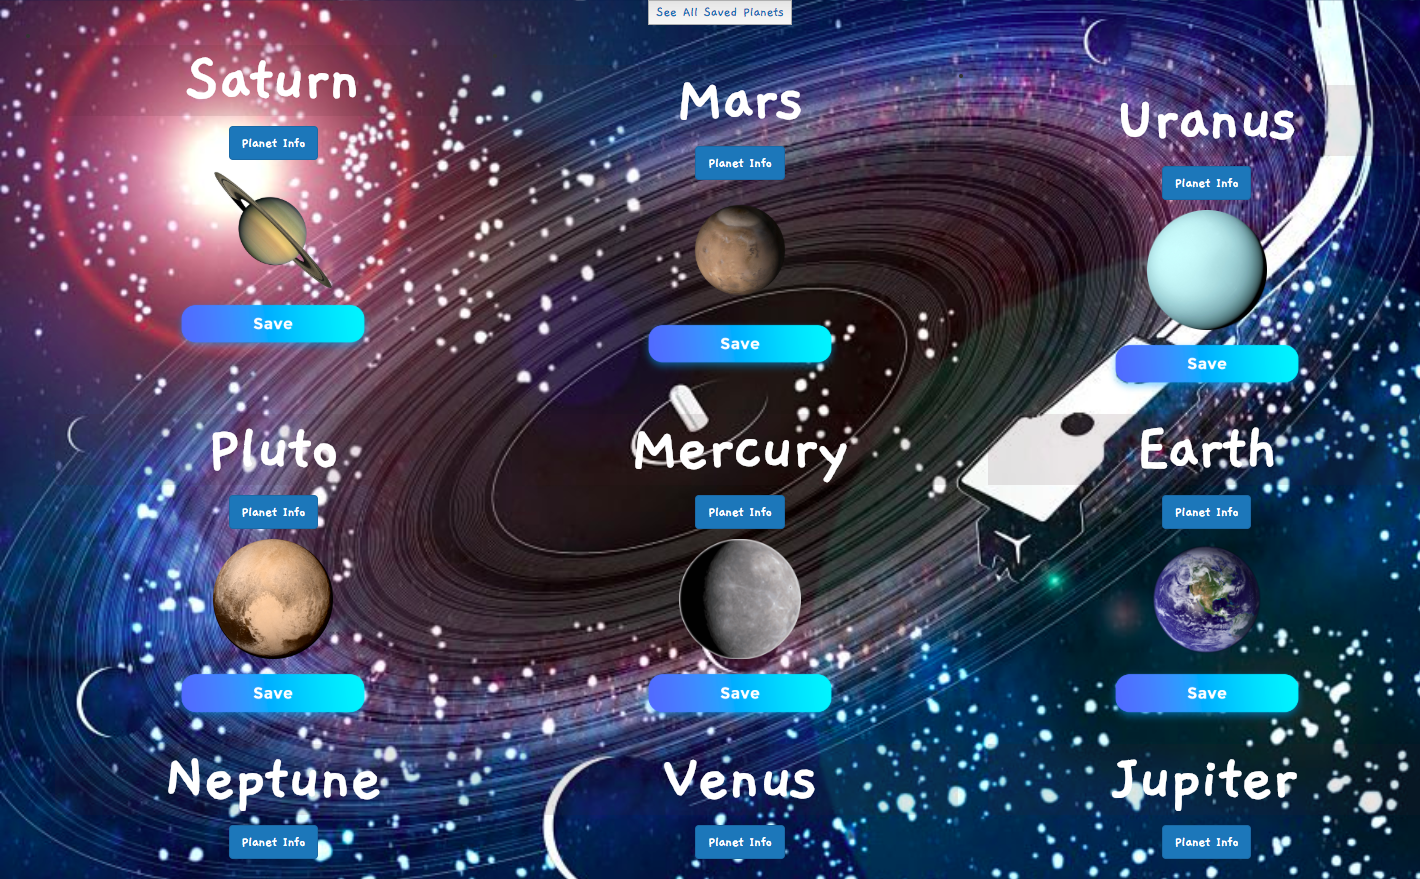 See All Saved Planets
Saturn
Planet Info
Save
Mars
Planet Info
Save
Uranus
Planet Info
Save
Pluto
Planet Info
Save
Mercury
Planet Info
Save
Earth
Planet Info
Save
Neptune
Planet Info
Venus
Planet Info
Jupiter
Planet Info